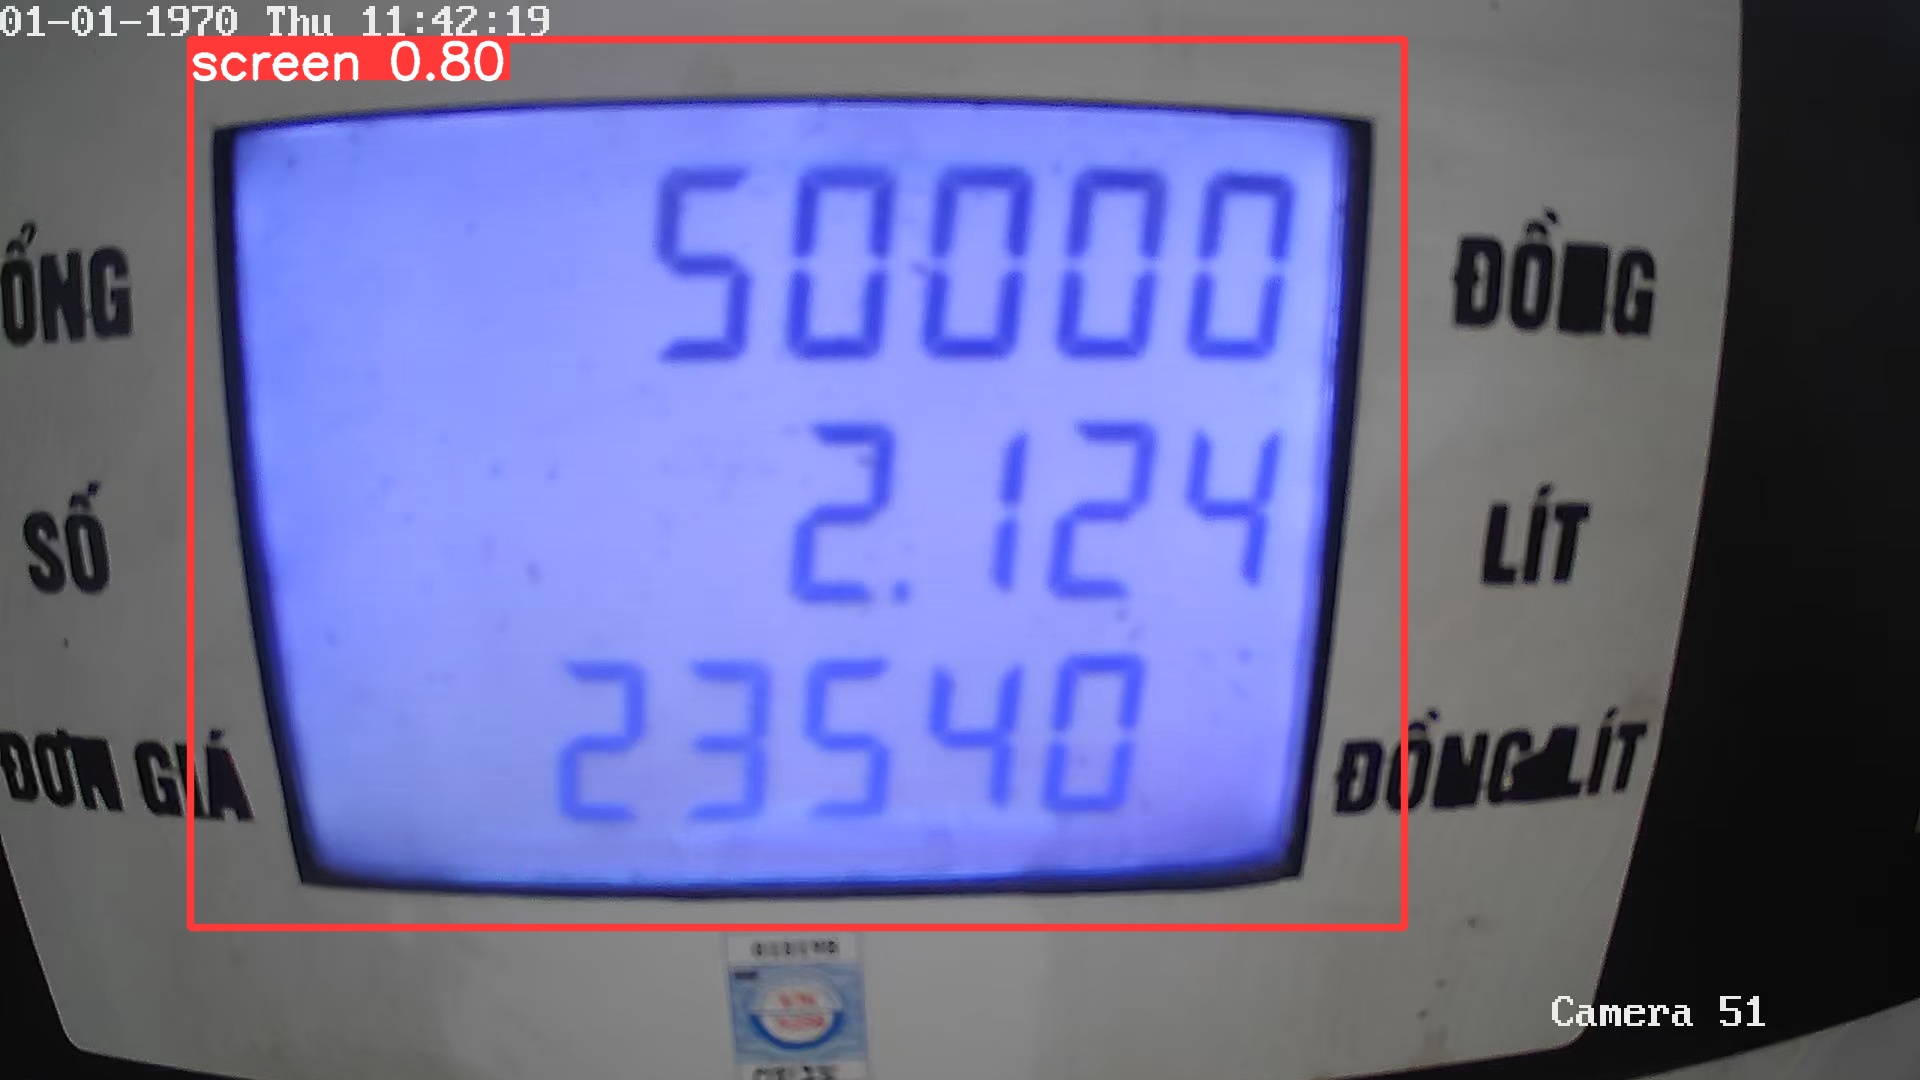 01-01-1970 Thu 11:42:19
screen 0.80
50000
ỔNG ĐỒNG
2.124
SỐ LÍT
23540
ĐƠN GIÁ ĐỒNG/LÍT
Camera 51